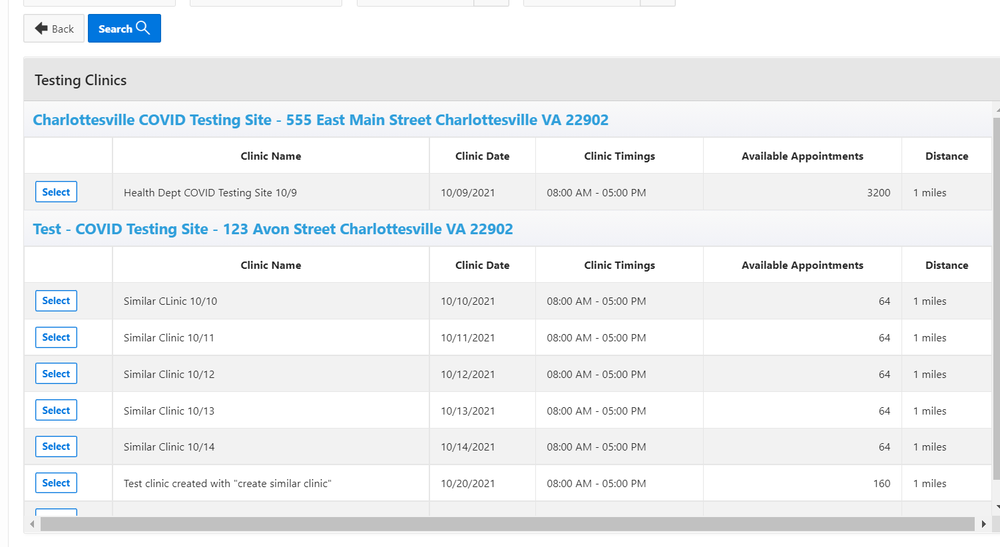 Back Search
Testing Clinics
Charlottesville COVID Testing Site - 555 East Main Street Charlottesville VA 22902
Clinic Name Clinic Date Clinic Timings Available Appointments Distance
Select Health Dept COVID Testing Site 10/9 10/09/2021 08:00 AM - 05:00 PM 3200 1 miles
Test - COVID Testing Site - 123 Avon Street Charlottesville VA 22902
Clinic Name Clinic Date Clinic Timings Available Appointments Distance
Select Similar CLinic 10/10 10/10/2021 08:00 AM - 05:00 PM 64 1 miles
Select Similar Clinic 10/11 10/11/2021 08:00 AM - 05:00 PM 64 1 miles
Select Similar Clinic 10/12 10/12/2021 08:00 AM - 05:00 PM 64 1 miles
Select Similar Clinic 10/13 10/13/2021 08:00 AM - 05:00 PM 64 1 miles
Select Similar Clinic 10/14 10/14/2021 08:00 AM - 05:00 PM 64 1 miles
Select Test clinic created with "create similar clinic" 10/20/2021 08:00 AM - 05:00 PM 160 1 miles